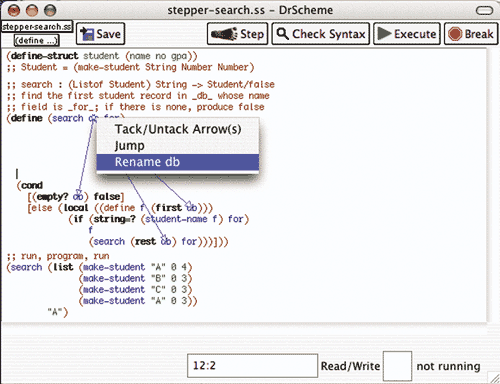 stepper-search.ss - DrScheme
stepper-search.ss
(define ...)
Save
Step
Check Syntax
Execute
Break
(define-struct student (name no gpa))
;; Student = (make-student String Number Number)
;; search : (Listof Student) String -> Student/false
;; find the first student record in _db_ whose name
;; field is _for_; if there is none, produce false
(define (search db for)
Tack/Untack Arrow(s)
Jump
Rename db
(cond
[(empty? db) false]
[else (local ((define f (first db)))
(if (string=? (student-name f) for)
f
(search (rest db) for)))]))
;; run, program, run
(search (list (make-student "A" 0 4)
(make-student "B" 0 3)
(make-student "C" 0 3)
(make-student "A" 0 3))
"A")
12:2
Read/Write
not running